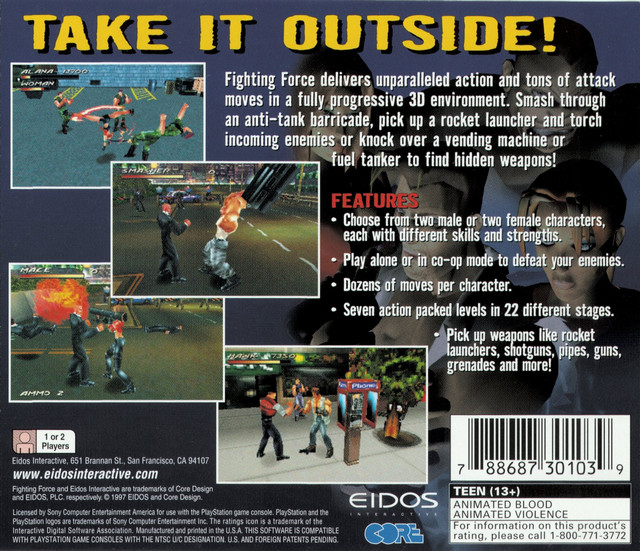 TAKE IT OUTSIDE!
Fighting Force delivers unparalleled action and tons of attack
moves in a fully progressive 3D environment. Smash through
an anti-tank barricade, pick up a rocket launcher and torch
incoming enemies or knock over a vending machine or
fuel tanker to find hidden weapons!
ALANA 13500
WOMAN
SMASHER 0
SAN FRANCISCO
FEATURES
• Choose from two male or two female characters,
each with different skills and strengths.
• Play alone or in co-op mode to defeat your enemies.
• Dozens of moves per character.
• Seven action packed levels in 22 different stages.
• Pick up weapons like rocket
launchers, shotguns, pipes, guns,
grenades and more!
MACE
AMMO 2
Phone
1 or 2
Players
Eidos Interactive, 651 Brannan St., San Francisco, CA 94107
www.eidosinteractive.com
Fighting Force and Eidos Interactive are trademarks of Core Design
and EIDOS, PLC. respectively. © 1997 EIDOS and Core Design.
Licensed by Sony Computer Entertainment America for use with the PlayStation game console. PlayStation and the
PlayStation logos are trademarks of Sony Computer Entertainment Inc. The ratings icon is a trademark of the
Interactive Digital Software Association. Manufactured and printed in the U.S.A. THIS SOFTWARE IS COMPATIBLE
WITH PLAYSTATION GAME CONSOLES WITH THE NTSC U/C DESIGNATION. U.S. AND FOREIGN PATENTS PENDING.
EIDOS
INTERACTIVE
CORE
7 88687 30103 9
TEEN (13+)
ANIMATED BLOOD
ANIMATED VIOLENCE
For information on this product's
rating, please call 1-800-771-3772